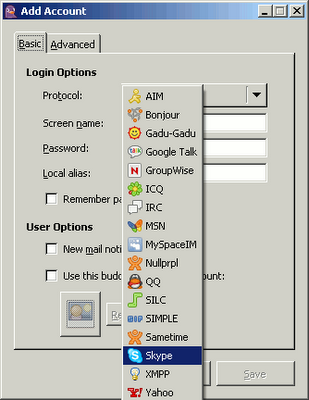 Add Account
Basic
Advanced
Login Options
Protocol:
Screen name:
Password:
Local alias:
Remember pa
User Options
New mail noti
Use this budd
ount:
AIM
Bonjour
Gadu-Gadu
Google Talk
GroupWise
ICQ
IRC
MSN
MySpaceIM
Nullprpl
QQ
SILC
SIMPLE
Sametime
Skype
XMPP
Yahoo
Re
Save